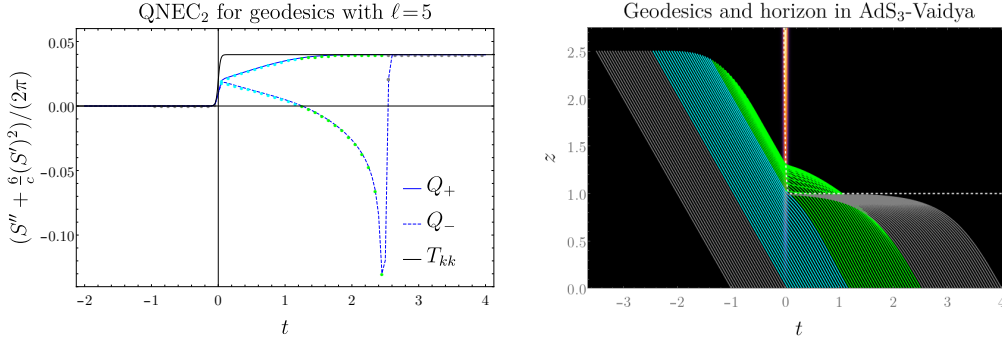 QNEC₂ for geodesics with ℓ=5
(S″ + 6/c (S′)²)/(2π)
0.05
0.00
−0.05
−0.10
Q₊
Q₋
T_kk
−2 −1 0 1 2 3 4
t
Geodesics and horizon in AdS₃-Vaidya
z
2.5
2.0
1.5
1.0
0.5
0.0
−3 −2 −1 0 1 2 3 4
t